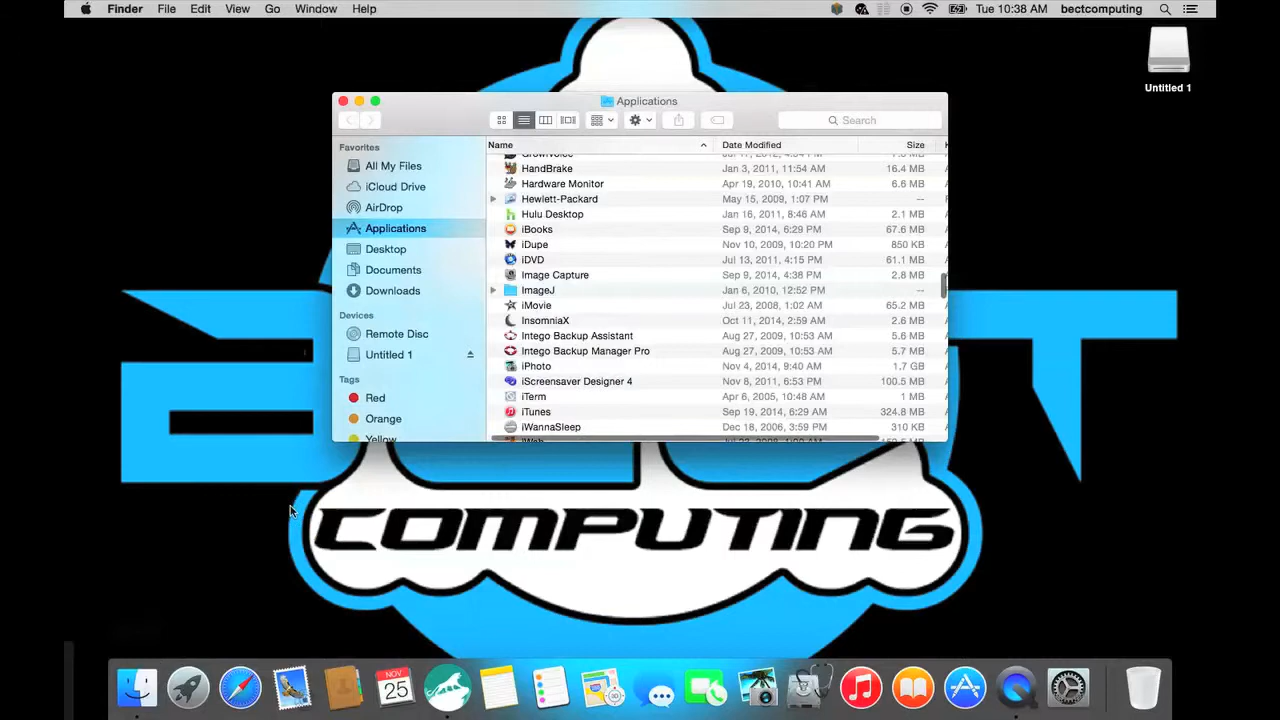 Finder File Edit View Go Window Help Tue 10:38 AM bectcomputing
Untitled 1
Applications
Search
Favorites
All My Files
iCloud Drive
AirDrop
Applications
Desktop
Documents
Downloads
Devices
Remote Disc
Untitled 1
Tags
Red
Orange
Yellow
Name Date Modified Size
HandBrake Jan 3, 2011, 11:54 AM 16.4 MB
Hardware Monitor Apr 19, 2010, 10:41 AM 6.6 MB
Hewlett-Packard May 15, 2009, 1:07 PM --
Hulu Desktop Jan 16, 2011, 8:46 AM 2.1 MB
iBooks Sep 9, 2014, 6:29 PM 67.6 MB
iDupe Nov 10, 2009, 10:20 PM 850 KB
iDVD Jul 13, 2011, 4:15 PM 61.1 MB
Image Capture Sep 9, 2014, 4:38 PM 2.8 MB
ImageJ Jan 6, 2010, 12:52 PM --
iMovie Jul 23, 2008, 1:02 AM 65.2 MB
InsomniaX Oct 11, 2014, 2:59 AM 2.6 MB
Intego Backup Assistant Aug 27, 2009, 10:53 AM 5.6 MB
Intego Backup Manager Pro Aug 27, 2009, 10:53 AM 5.7 MB
iPhoto Nov 4, 2014, 9:40 AM 1.7 GB
iScreensaver Designer 4 Nov 8, 2011, 6:53 PM 100.5 MB
iTerm Apr 6, 2005, 10:48 AM 1 MB
iTunes Sep 19, 2014, 6:29 AM 324.8 MB
iWannaSleep Dec 18, 2006, 3:59 PM 310 KB
COMPUTING
NOV
25